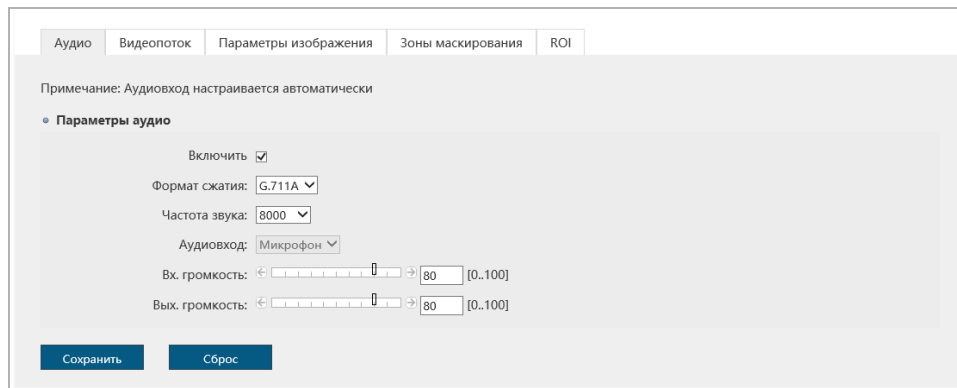 Аудио Видеопоток Параметры изображения Зоны маскирования ROI
Примечание: Аудиовход настраивается автоматически
Параметры аудио
Включить
Формат сжатия: G.711A
Частота звука: 8000
Аудиовход: Микрофон
Вх. громкость: 80 [0..100]
Вых. громкость: 80 [0..100]
Сохранить Сброс